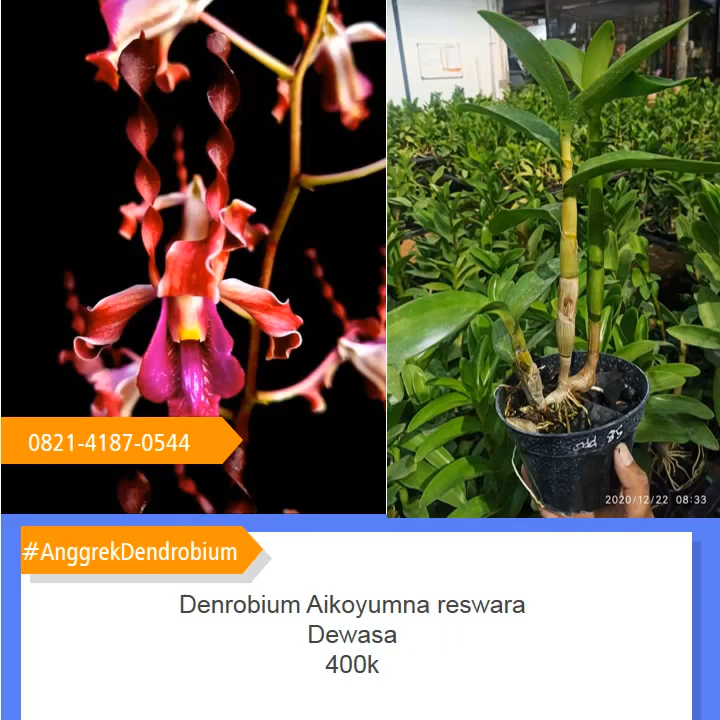 0821-4187-0544
2020/12/22 08:33
#AnggrekDendrobium
Denrobium Aikoyumna reswara
Dewasa
400k